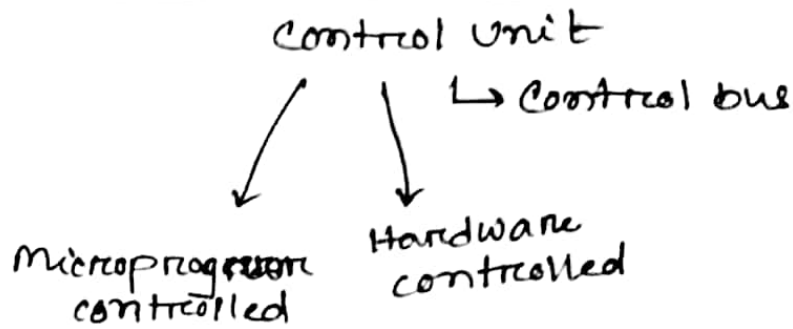 Control Unit
↳ Control bus
Microprogram
controlled
Hardware
controlled